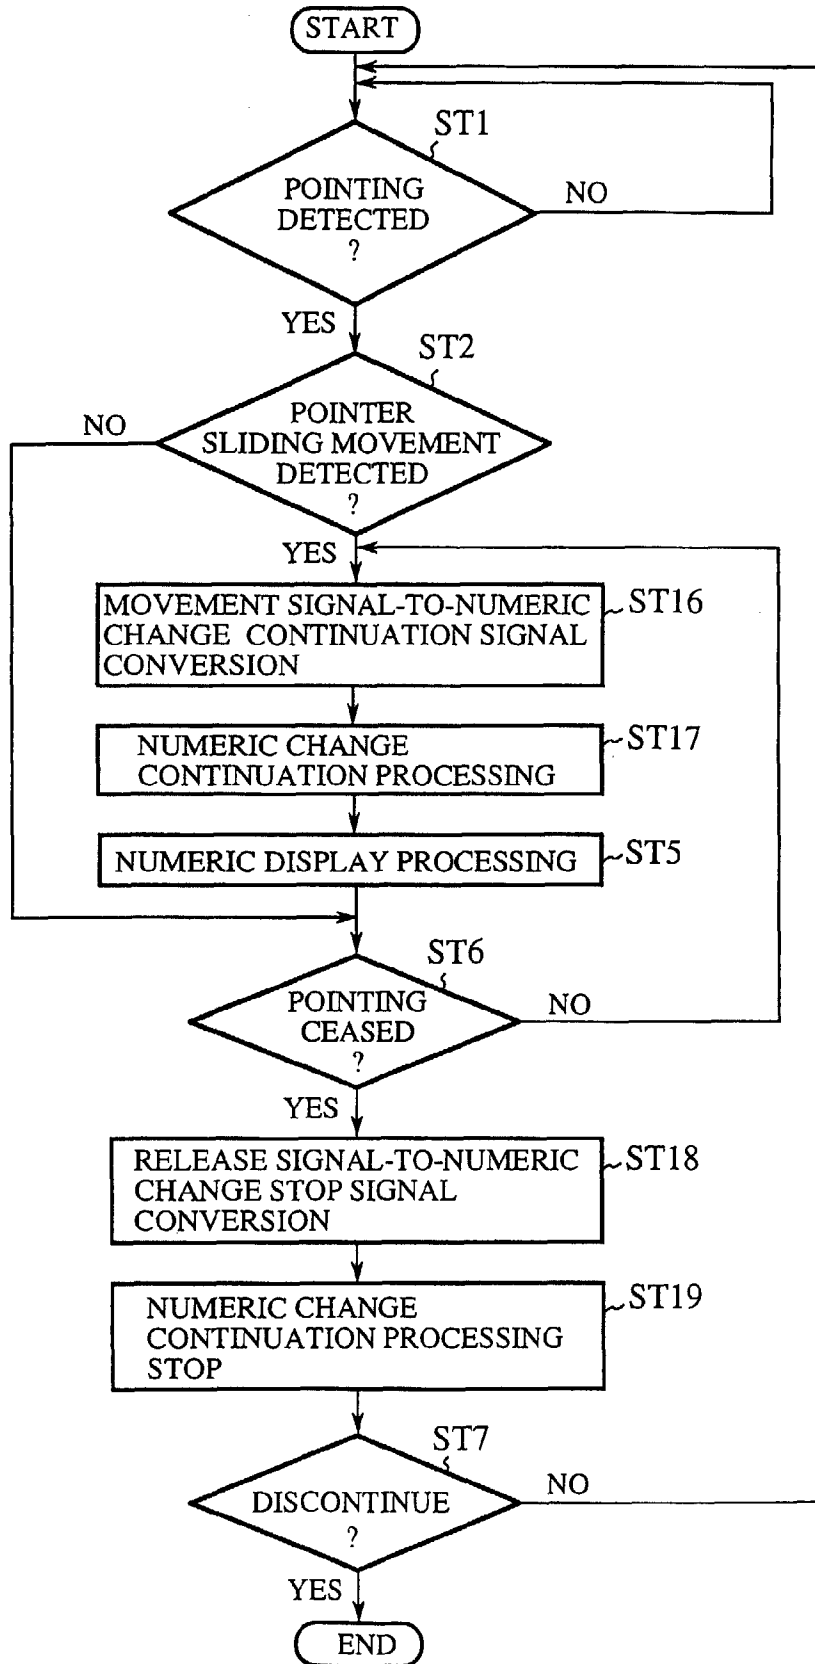 START
ST1
POINTING
DETECTED
?
NO
YES
ST2
POINTER
SLIDING MOVEMENT
DETECTED
?
NO
YES
MOVEMENT SIGNAL-TO-NUMERIC
CHANGE CONTINUATION SIGNAL
CONVERSION
ST16
NUMERIC CHANGE
CONTINUATION PROCESSING
ST17
NUMERIC DISPLAY PROCESSING
ST5
ST6
POINTING
CEASED
?
NO
YES
RELEASE SIGNAL-TO-NUMERIC
CHANGE STOP SIGNAL
CONVERSION
ST18
NUMERIC CHANGE
CONTINUATION PROCESSING
STOP
ST19
ST7
DISCONTINUE
?
NO
YES
END